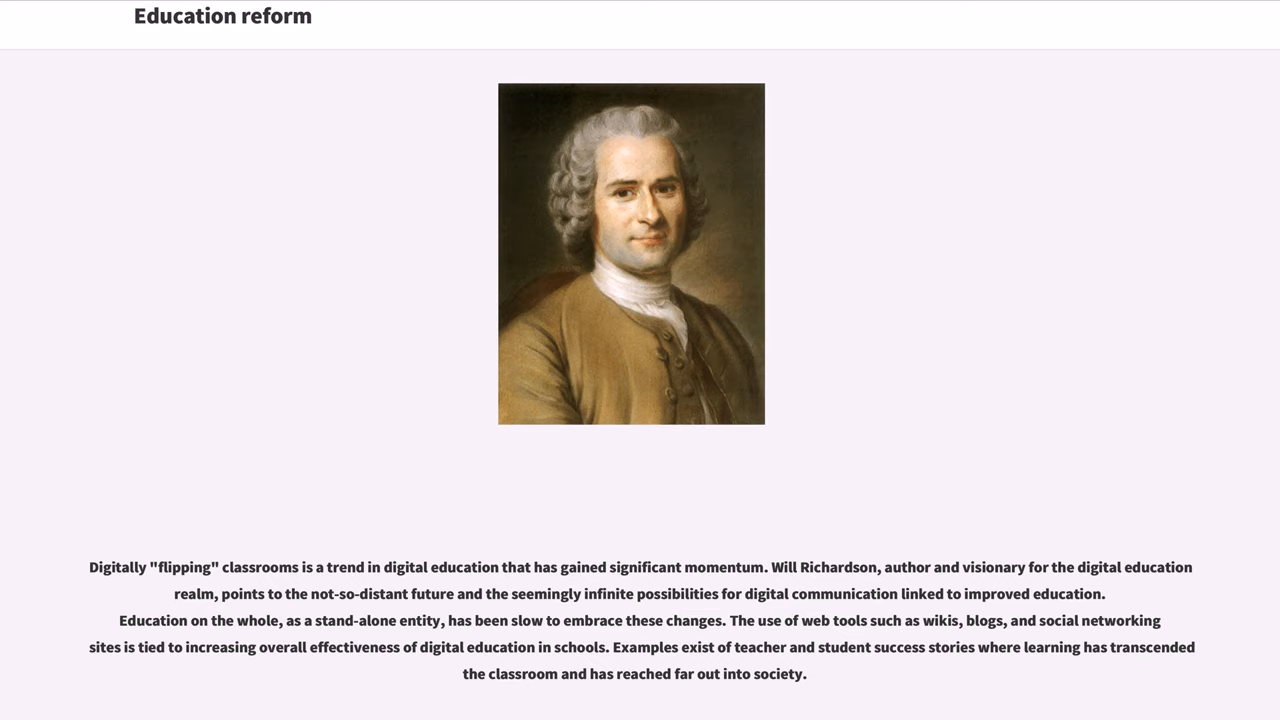 Education reform
Digitally "flipping" classrooms is a trend in digital education that has gained significant momentum. Will Richardson, author and visionary for the digital education
realm, points to the not-so-distant future and the seemingly infinite possibilities for digital communication linked to improved education.
Education on the whole, as a stand-alone entity, has been slow to embrace these changes. The use of web tools such as wikis, blogs, and social networking
sites is tied to increasing overall effectiveness of digital education in schools. Examples exist of teacher and student success stories where learning has transcended
the classroom and has reached far out into society.